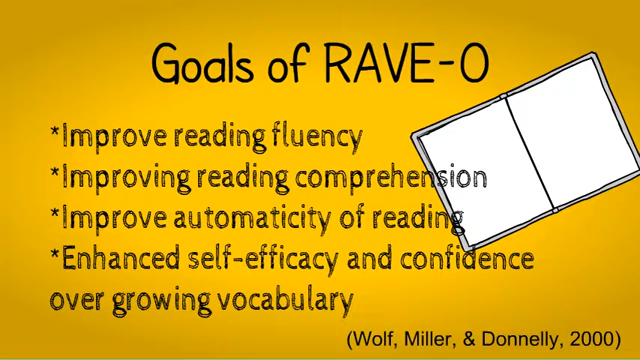 Goals of RAVE-O
*Improve reading fluency
*Improving reading comprehension
*Improve automaticity of reading
*Enhanced self-efficacy and confidence
over growing vocabulary
(Wolf, Miller, & Donnelly, 2000)